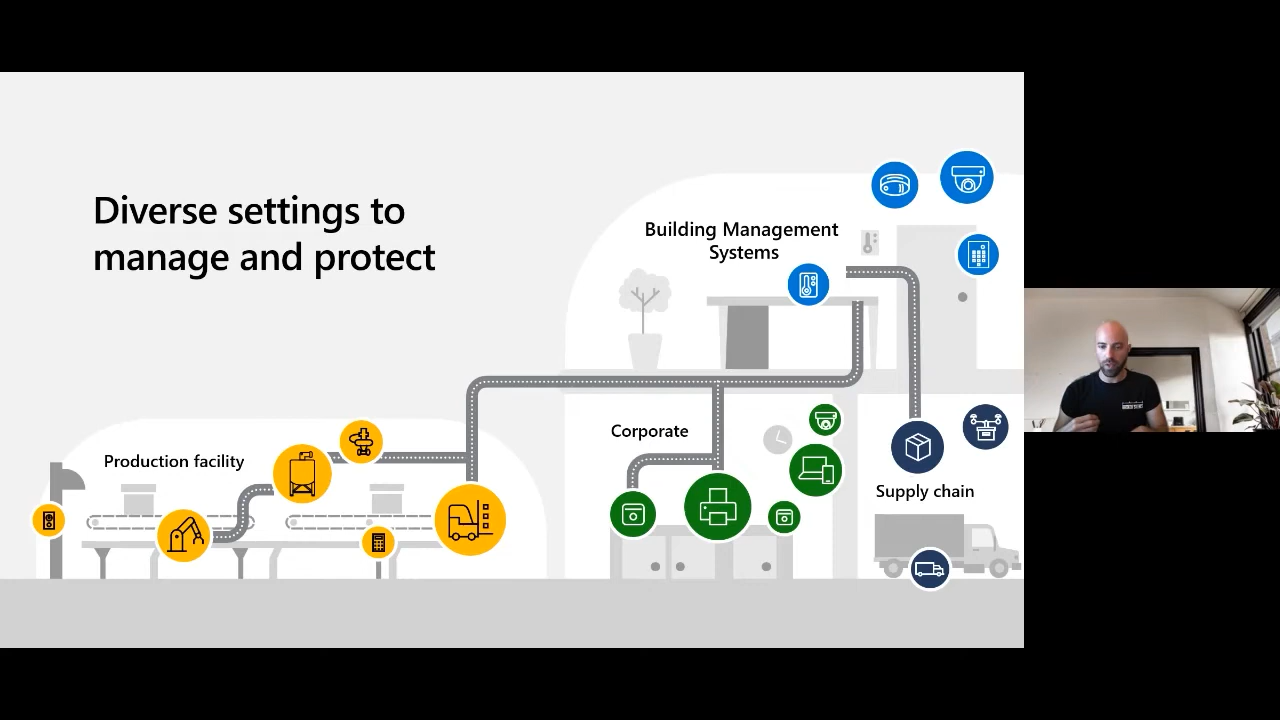 Diverse settings to
manage and protect
Building Management
Systems
Corporate
Production facility
Supply chain